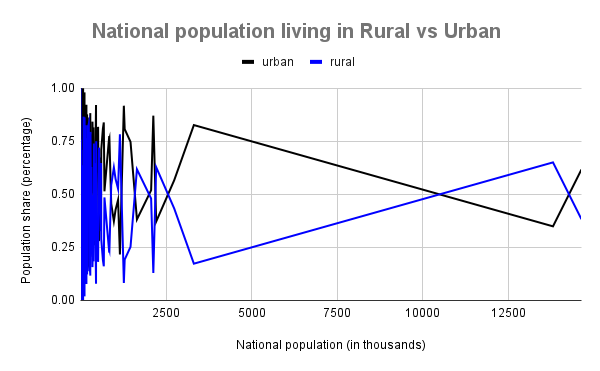 National population living in Rural vs Urban
urban rural
Population share (percentage)
1.00
0.75
0.50
0.25
0.00
2500 5000 7500 10000 12500
National population (in thousands)